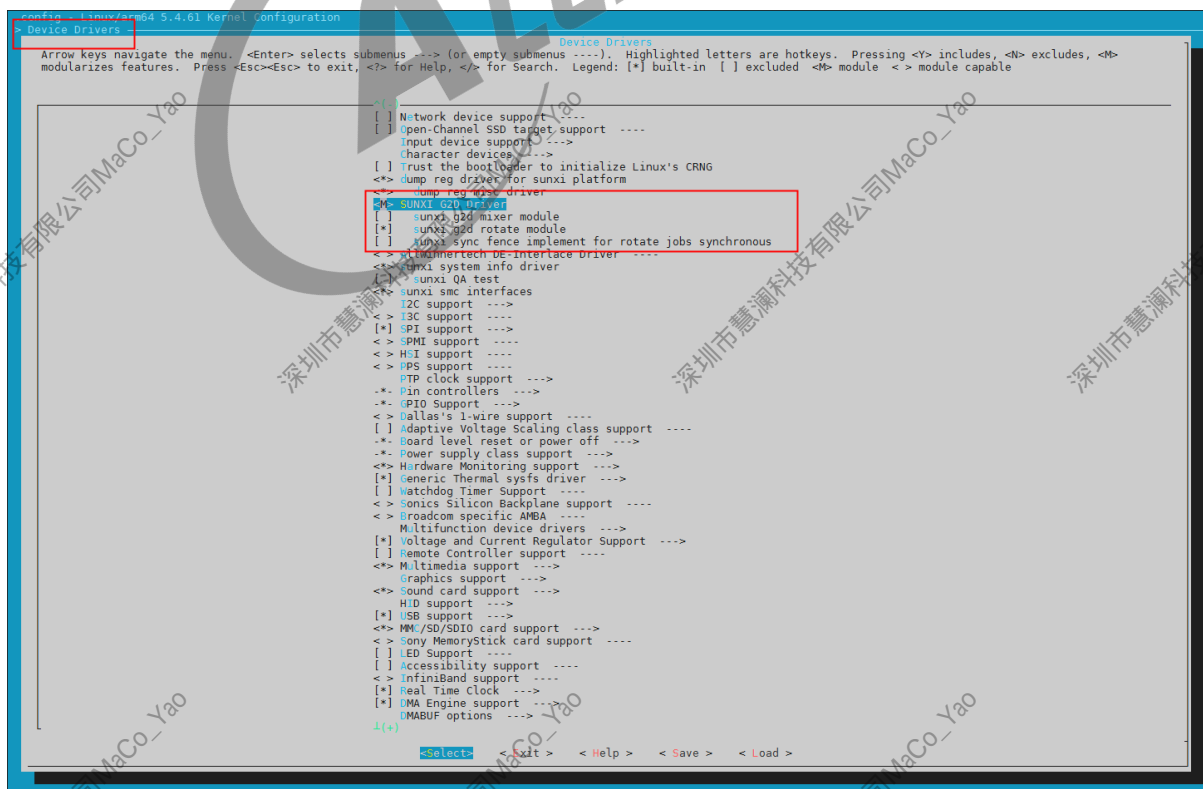 config - Linux/arm64 5.4.61 Kernel Configuration
> Device Drivers
Device Drivers
Arrow keys navigate the menu. <Enter> selects submenus ---> (or empty submenus ----). Highlighted letters are hotkeys. Pressing <Y> includes, <N> excludes, <M>
modularizes features. Press <Esc><Esc> to exit, <?> for Help, </> for Search. Legend: [*] built-in [ ] excluded <M> module < > module capable
^(-)
[ ] Network device support ----
[ ] Open-Channel SSD target support ----
Input device support --->
Character devices --->
[ ] Trust the bootloader to initialize Linux's CRNG
<*> dump reg driver for sunxi platform
<*> dump reg misc driver
<M> SUNXI G2D Driver
[ ] sunxi g2d mixer module
[*] sunxi g2d rotate module
[ ] sunxi sync fence implement for rotate jobs synchronous
< > Allwinnertech DE-Interlace Driver ----
<*> sunxi system info driver
[ ] sunxi QA test
<*> sunxi smc interfaces
I2C support --->
< > I3C support ----
[*] SPI support --->
< > SPMI support ----
< > HSI support ----
< > PPS support ----
PTP clock support --->
-*- Pin controllers --->
-*- GPIO Support --->
< > Dallas's 1-wire support ----
[ ] Adaptive Voltage Scaling class support ----
-*- Board level reset or power off --->
-*- Power supply class support --->
<*> Hardware Monitoring support --->
[*] Generic Thermal sysfs driver --->
[ ] Watchdog Timer Support ----
< > Sonics Silicon Backplane support ----
< > Broadcom specific AMBA ----
Multifunction device drivers --->
[*] Voltage and Current Regulator Support --->
[ ] Remote Controller support ----
<*> Multimedia support --->
Graphics support --->
<*> Sound card support --->
HID support --->
[*] USB support --->
<*> MMC/SD/SDIO card support --->
< > Sony MemoryStick card support ----
[ ] LED Support ----
[ ] Accessibility support ----
< > InfiniBand support ----
[*] Real Time Clock --->
[*] DMA Engine support --->
DMABUF options --->
┴(+)
<Select> < Exit > < Help > < Save > < Load >
深圳市慧澜科技有限公司MaCo_Yao